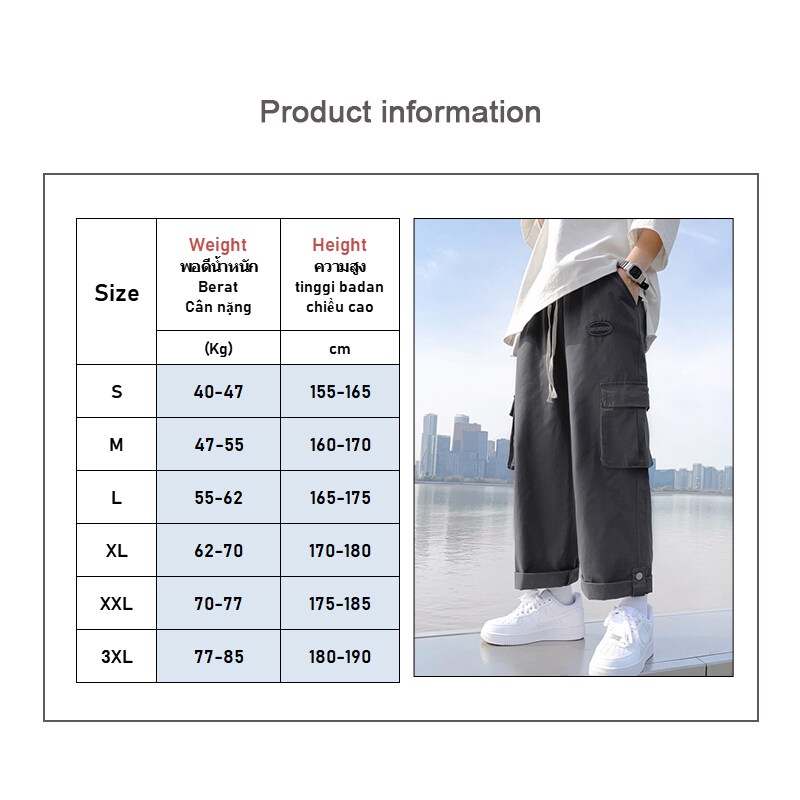 Product information
Size
Weight
พอดีน้ำหนัก
Berat
Cân nặng
(Kg)
Height
ความสูง
tinggi badan
chiều cao
cm
S 40-47 155-165
M 47-55 160-170
L 55-62 165-175
XL 62-70 170-180
XXL 70-77 175-185
3XL 77-85 180-190